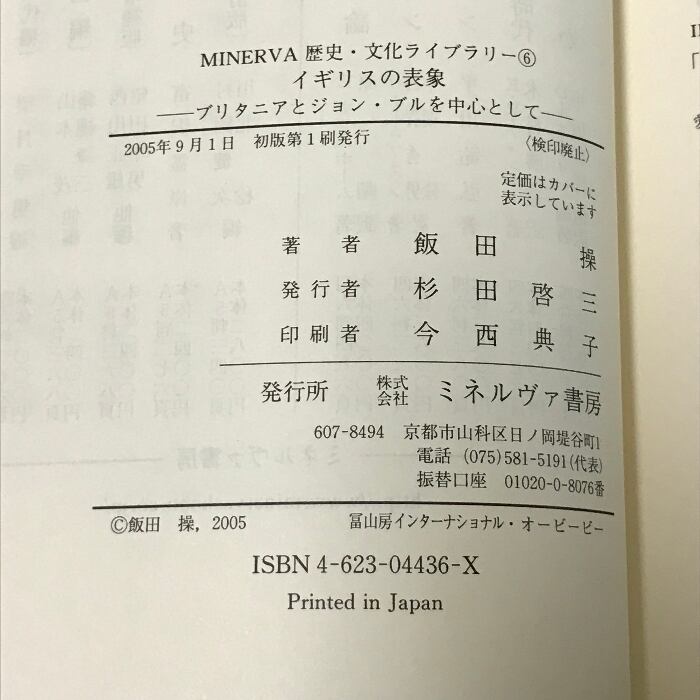 MINERVA 歴史・文化ライブラリー⑥
イギリスの表象
――ブリタニアとジョン・ブルを中心として――
2005年9月1日 初版第1刷発行 〈検印廃止〉
定価はカバーに
表示しています
著者 飯田 操
発行者 杉田啓三
印刷者 今西典子
発行所 株式会社 ミネルヴァ書房
607-8494 京都市山科区日ノ岡堤谷町1
電話 (075)581-5191(代表)
振替口座 01020-0-8076番
©飯田 操, 2005 冨山房インターナショナル・オービービー
ISBN 4-623-04436-X
Printed in Japan